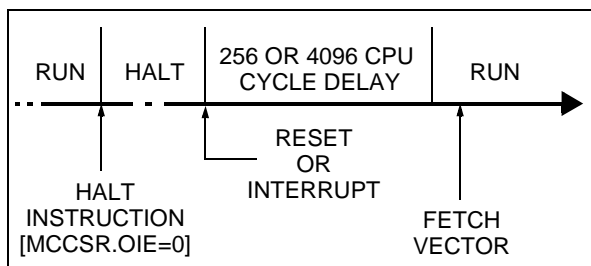 RUN
HALT
256 OR 4096 CPU
CYCLE DELAY
RUN
RESET
OR
INTERRUPT
HALT
INSTRUCTION
[MCCSR.OIE=0]
FETCH
VECTOR